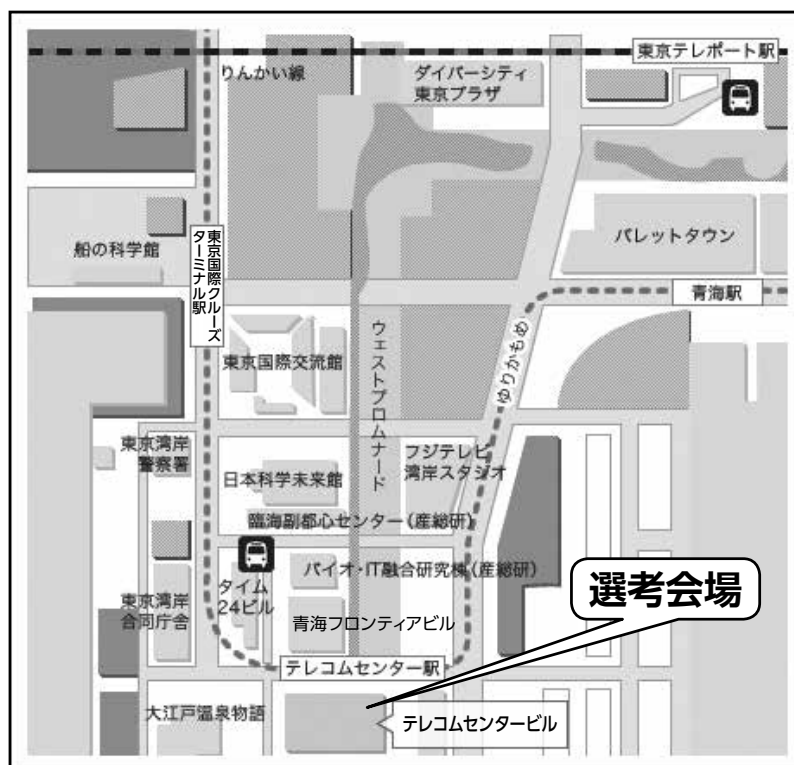 東京テレポート駅
りんかい線
ダイバーシティ
東京プラザ
船の科学館
東京国際クルーズ
ターミナル駅
パレットタウン
青海駅
ウェストプロムナード
ゆりかもめ
東京国際交流館
東京湾岸
警察署
日本科学未来館
フジテレビ
湾岸スタジオ
臨海副都心センター(産総研)
バイオ・IT融合研究棟(産総研)
タイム
24ビル
東京湾岸
合同庁舎
青海フロンティアビル
選考会場
テレコムセンター駅
大江戸温泉物語
テレコムセンタービル